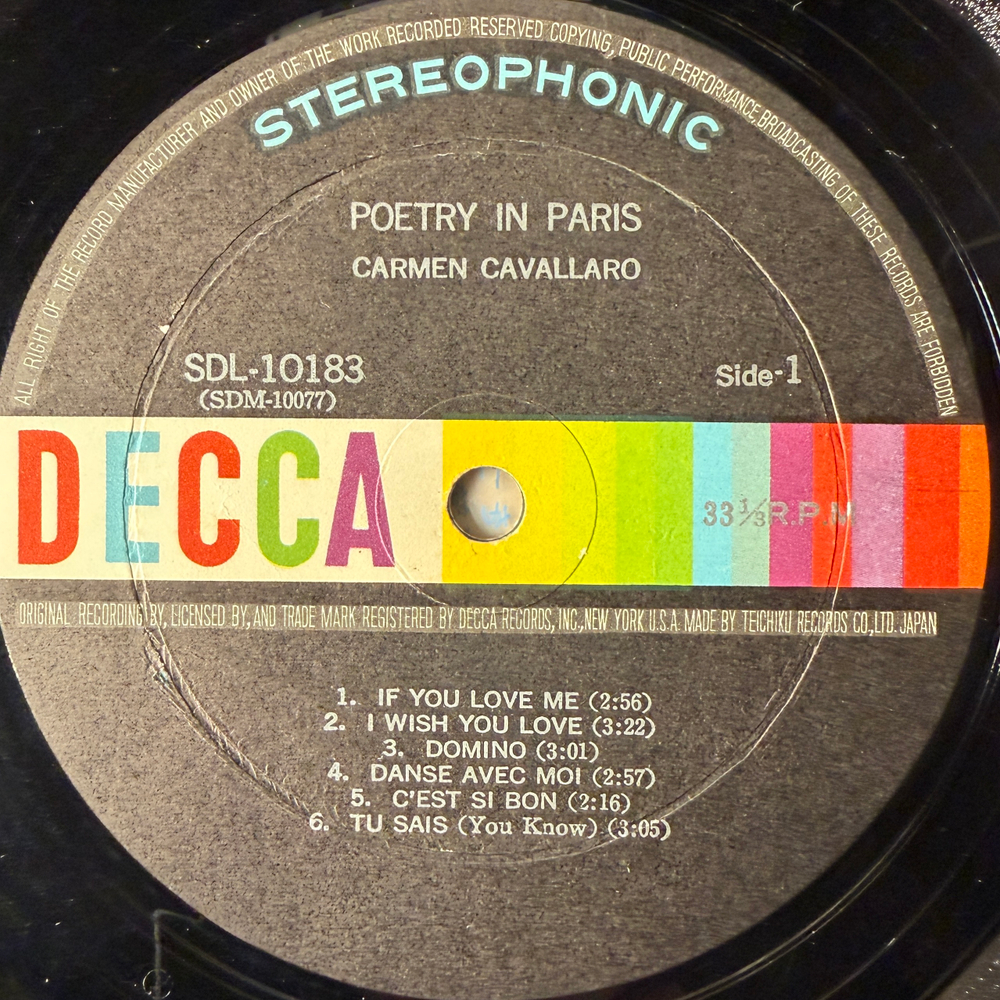 ALL RIGHT OF THE RECORD MANUFACTURER AND OWNER OF THE WORK RECORDED RESERVED COPYING, PUBLIC PERFORMANCE, BROADCASTING OF THESE RECORDS ARE FORBIDDEN
STEREOPHONIC
POETRY IN PARIS
CARMEN CAVALLARO
SDL-10183
Side-1
(SDM-10077)
DECCA
33⅓ R.P.M
ORIGINAL RECORDING BY, LICENSED BY, AND TRADE MARK REGISTERED BY DECCA RECORDS, INC., NEW YORK U.S.A. MADE BY TEICHIKU RECORDS CO., LTD. JAPAN
1. IF YOU LOVE ME (2:56)
2. I WISH YOU LOVE (3:22)
3. DOMINO (3:01)
4. DANSE AVEC MOI (2:57)
5. C'EST SI BON (2:16)
6. TU SAIS (You Know) (3:05)